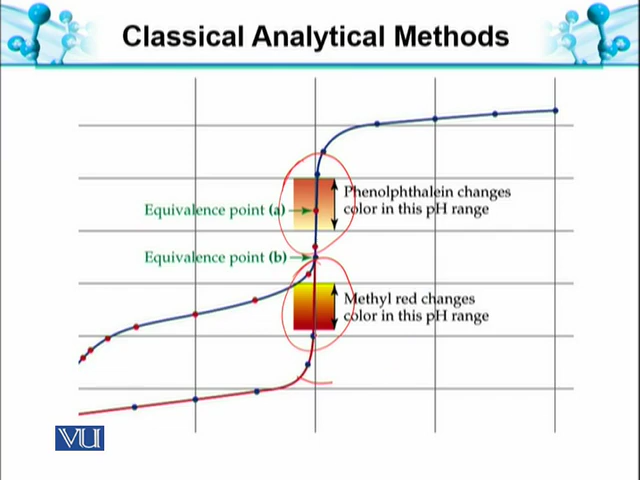 Classical Analytical Methods
Phenolphthalein changes
color in this pH range
Equivalence point (a)
Equivalence point (b)
Methyl red changes
color in this pH range
VU